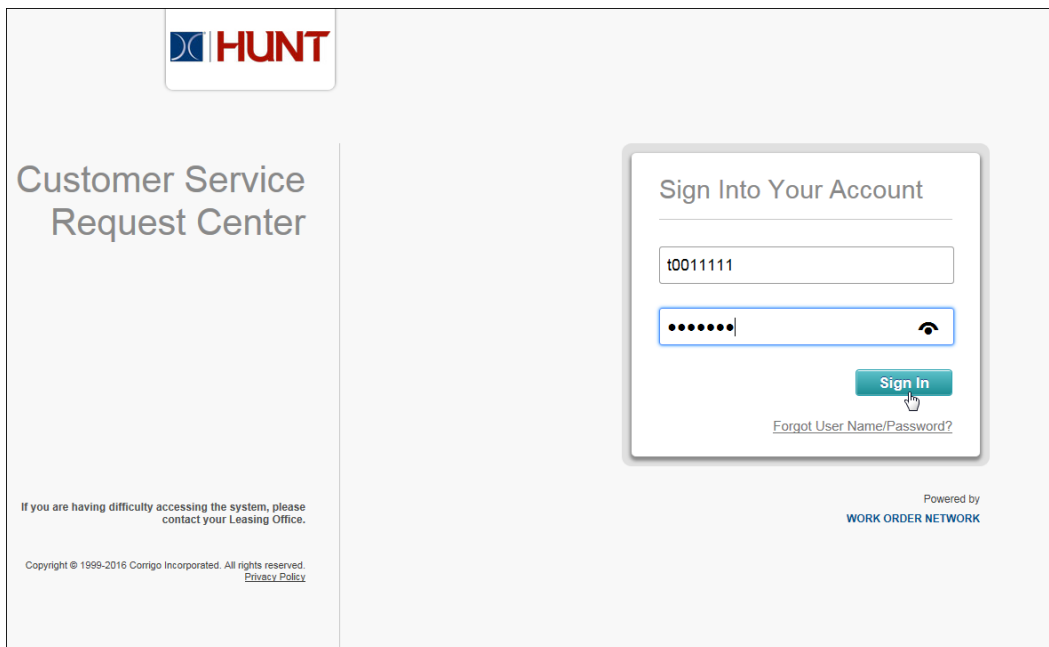 HUNT
Customer Service
Request Center
Sign Into Your Account
t0011111
•••••••
Sign In
Forgot User Name/Password?
If you are having difficulty accessing the system, please
contact your Leasing Office.
Powered by
WORK ORDER NETWORK
Copyright © 1999-2016 Corrigo Incorporated. All rights reserved.
Privacy Policy